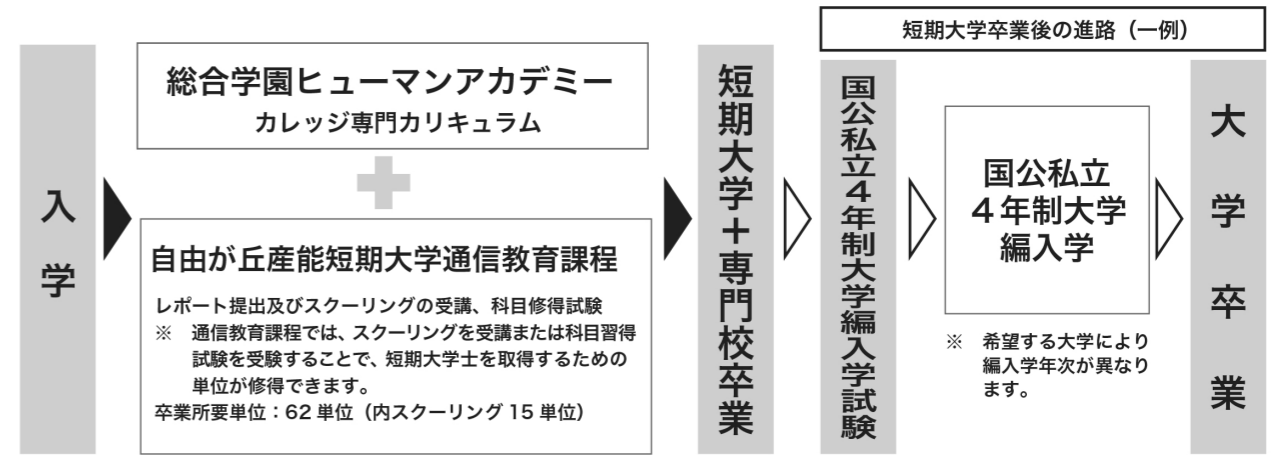 入学
総合学園ヒューマンアカデミー
カレッジ専門カリキュラム
自由が丘産能短期大学通信教育課程
レポート提出及びスクーリングの受講、科目修得試験
※　通信教育課程では、スクーリングを受講または科目習得
試験を受験することで、短期大学士を取得するための
単位が修得できます。
卒業所要単位：62 単位（内スクーリング 15 単位）
短期大学＋専門校卒業
短期大学卒業後の進路（一例）
国公私立４年制大学編入学試験
国公私立
４年制大学
編入学
※　希望する大学により
編入学年次が異なり
ます。
大学卒業